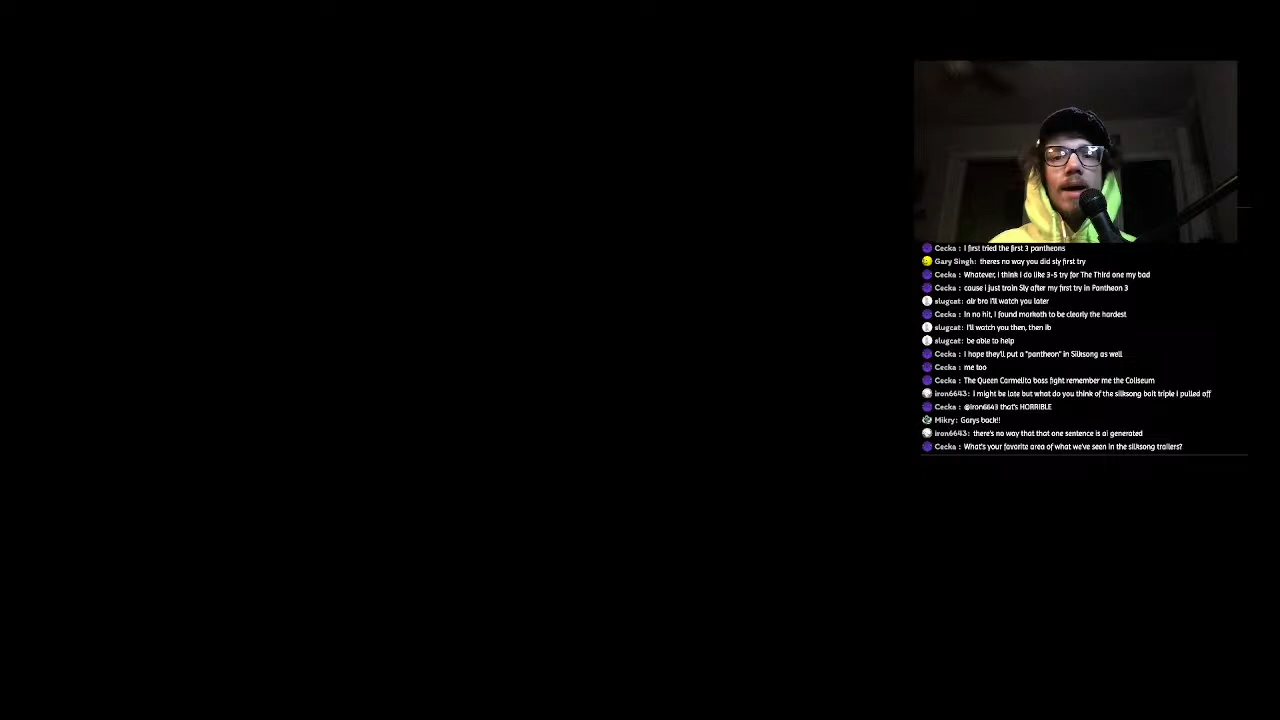 Cecka : I first tried the first 3 pantheons
Gary Singh: theres no way you did sly first try
Cecka : Whatever, I think I do like 3-5 try for The Third one my bad
Cecka : cause I just train Sly after my first try in Pantheon 3
slugcat: alr bro I'll watch you later
Cecka : In no hit, I found markoth to be clearly the hardest
slugcat: I'll watch you then, then ib
slugcat: be able to help
Cecka : I hope they'll put a "pantheon" in Silksong as well
Cecka : me too
Cecka : The Queen Carmelita boss fight remember me the Coliseum
iron6643: I might be late but what do you think of the silksong bait triple I pulled off
Cecka : @iron6643 that's HORRIBLE
Mikry: Garys back!!
iron6643: there's no way that that one sentence is ai generated
Cecka : What's your favorite area of what we've seen in the silksong trailers?